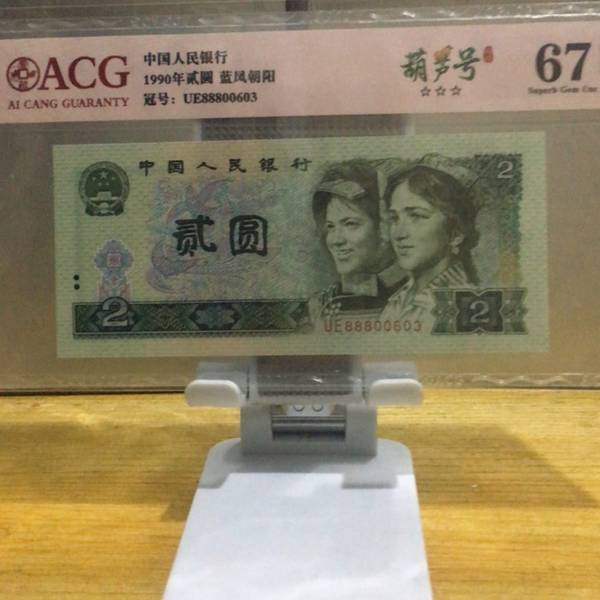 ACG
AI CANG GUARANTY
中国人民银行
1990年贰圆 蓝凤朝阳
冠号：UE88800603
葫芦号
☆☆☆
67
Superb Gem Unc
中国人民银行
2
贰圆
2
UE88800603
2